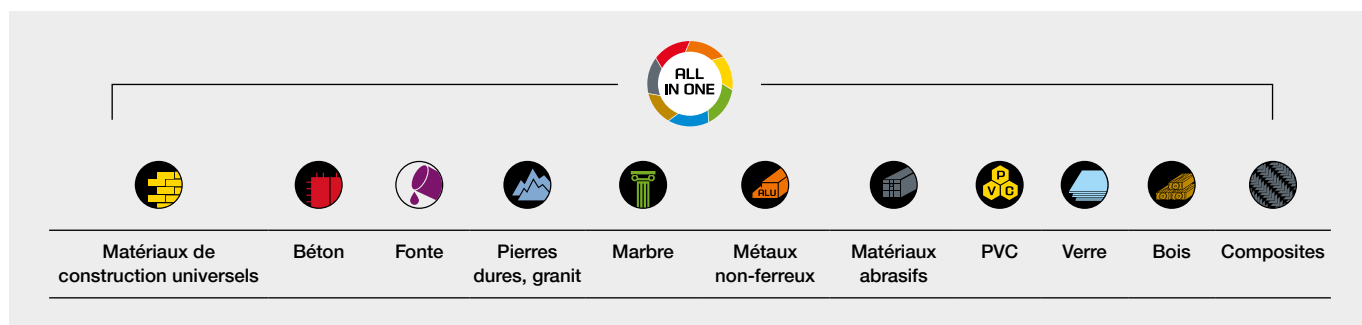 ALL
IN ONE
ALU
P
V C
Matériaux de
construction universels
Béton
Fonte
Pierres
dures, granit
Marbre
Métaux
non-ferreux
Matériaux
abrasifs
PVC
Verre
Bois
Composites